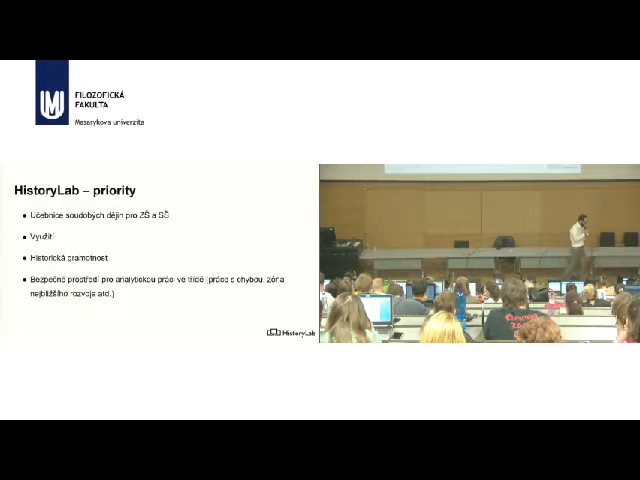 FILOZOFICKÁ
FAKULTA
Masarykova univerzita
HistoryLab – priority
Učebnice soudobých dějin pro ZŠ a SŠ
Využití
Historická gramotnost
Bezpečné prostředí pro analytickou práci ve třídě (práce s chybou, zóna
nejbližšího rozvoje atd.)
HistoryLab